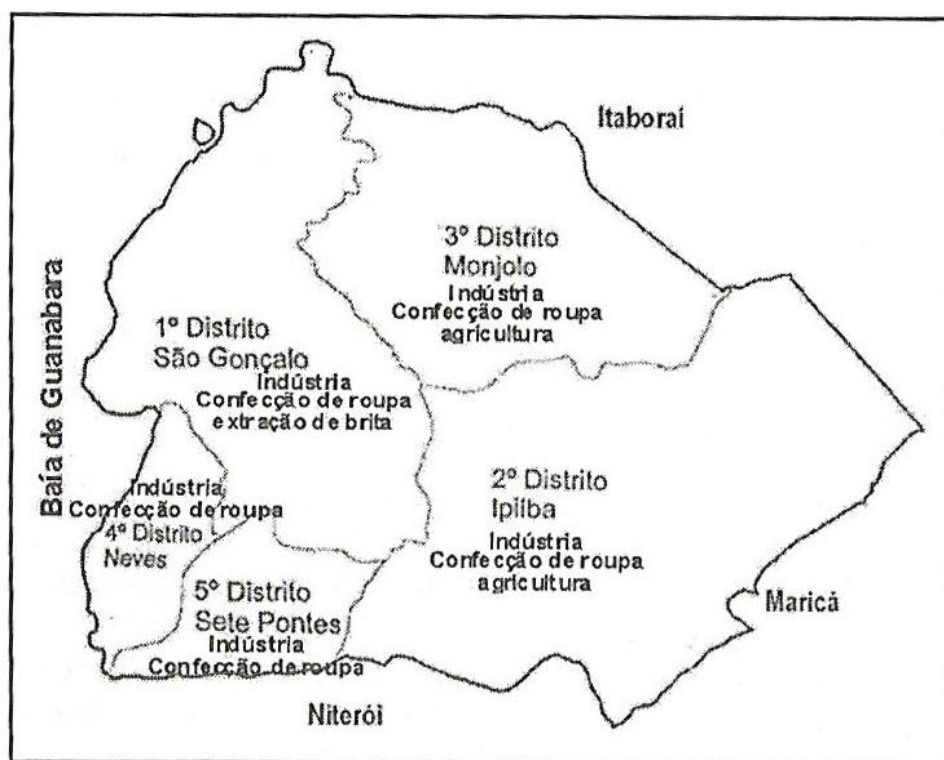 Itaboraí
3º Distrito
Monjolo
Indústria
Confecção de roupa
agricultura
Baía de Guanabara
1º Distrito
São Gonçalo
Indústria
Confecção de roupa
extração de brita
Indústria
Confecção de roupa
4º Distrito
Neves
2º Distrito
Ipiíba
Indústria
Confecção de roupa
agricultura
5º Distrito
Sete Pontes
Indústria
Confecção de roupa
Maricá
Niterói